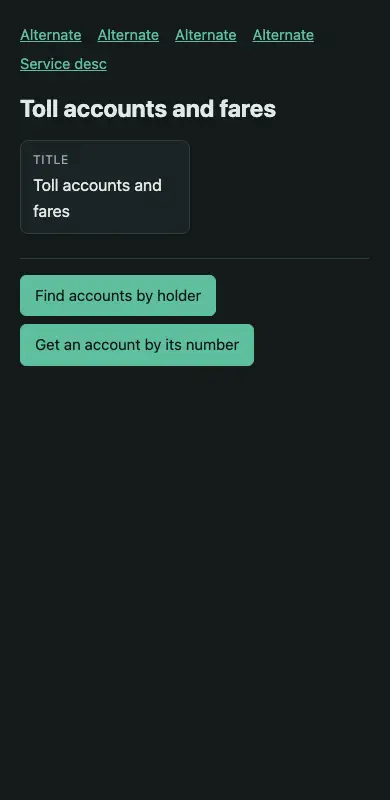 Alternate Alternate Alternate Alternate
Service desc
Toll accounts and fares
TITLE
Toll accounts and
fares
Find accounts by holder
Get an account by its number